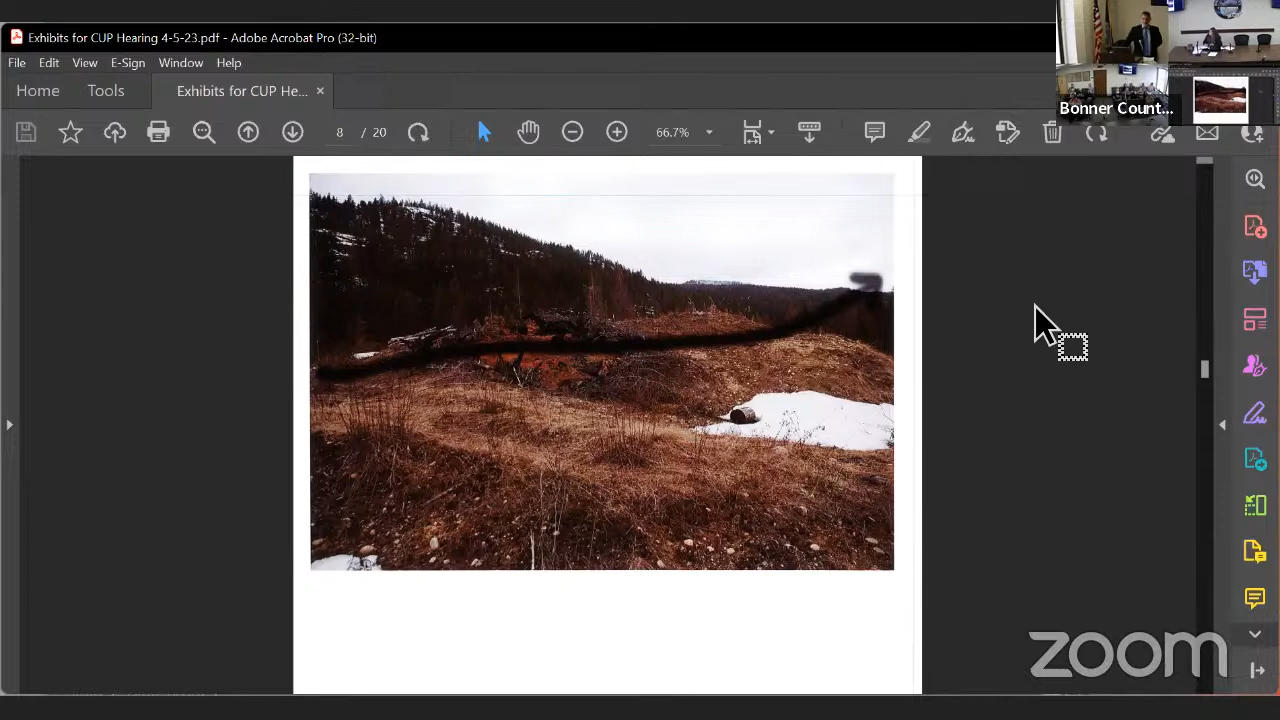 Exhibits for CUP Hearing 4-5-23.pdf - Adobe Acrobat Pro (32-bit)
File Edit View E-Sign Window Help
Home Tools Exhibits for CUP He... ×
8 / 20 66.7%
Bonner Count...
zoom